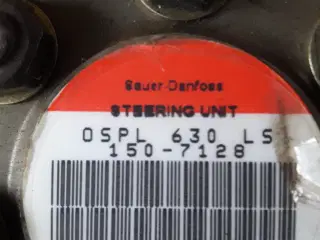 Sauer-Danfoss
STEERING UNIT
OSPL 630 LS
150-7128